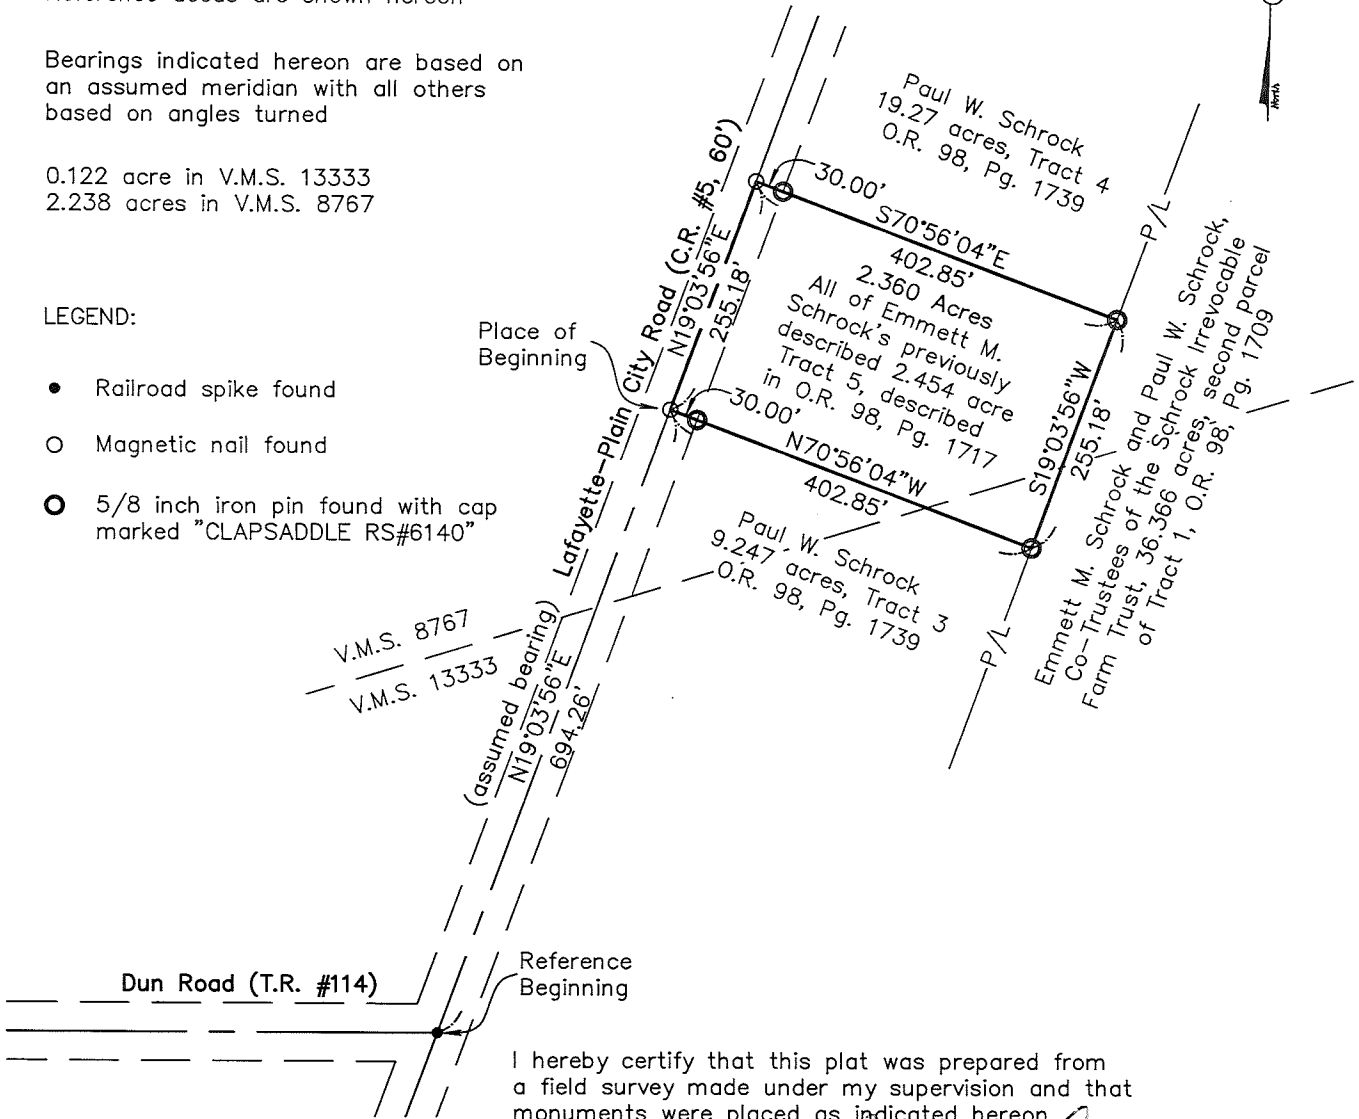 Reference deeds are shown hereon
Bearings indicated hereon are based on
an assumed meridian with all others
based on angles turned
0.122 acre in V.M.S. 13333
2.238 acres in V.M.S. 8767
LEGEND:
Railroad spike found
Magnetic nail found
5/8 inch iron pin found with cap
marked "CLAPSADDLE RS#6140"
North
Paul W. Schrock
19.27 acres, Tract 4
O.R. 98, Pg. 1739
30.00'
S70°56'04"E
402.85'
2.360 Acres
All of Emmett M.
Schrock's previously
described 2.454 acre
Tract 5, described
in O.R. 98, Pg. 1717
Place of
Beginning
N19°03'56"E
255.18'
30.00'
N70°56'04"W
402.85'
S19°03'56"W
255.18'
P/L
P/L
Emmett M. Schrock and Paul W. Schrock,
Co-Trustees of the Schrock Irrevocable
Farm Trust, 36.366 acres, second parcel
of Tract 1, O.R. 98, Pg. 1709
Paul W. Schrock
9.247 acres, Tract 3
O.R. 98, Pg. 1739
Lafayette-Plain City Road (C.R. #5, 60')
V.M.S. 8767
V.M.S. 13333
(assumed bearing)
N19°03'56"E
694.26'
Dun Road (T.R. #114)
Reference
Beginning
I hereby certify that this plat was prepared from
a field survey made under my supervision and that
monuments were placed as indicated hereon